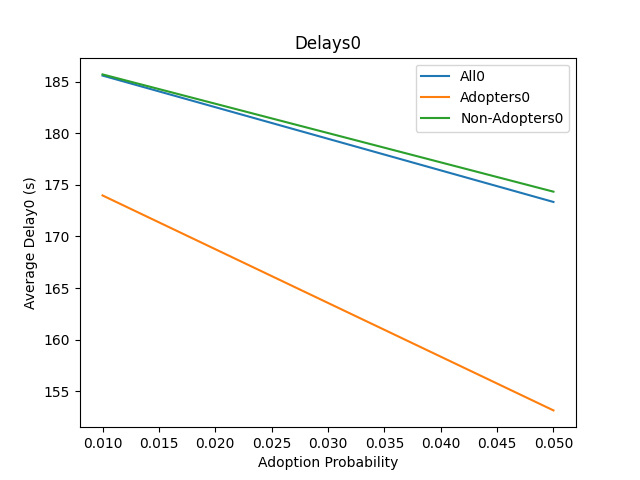 Delays0
All0
Adopters0
Non-Adopters0
Average Delay0 (s)
185
180
175
170
165
160
155
0.010 0.015 0.020 0.025 0.030 0.035 0.040 0.045 0.050
Adoption Probability